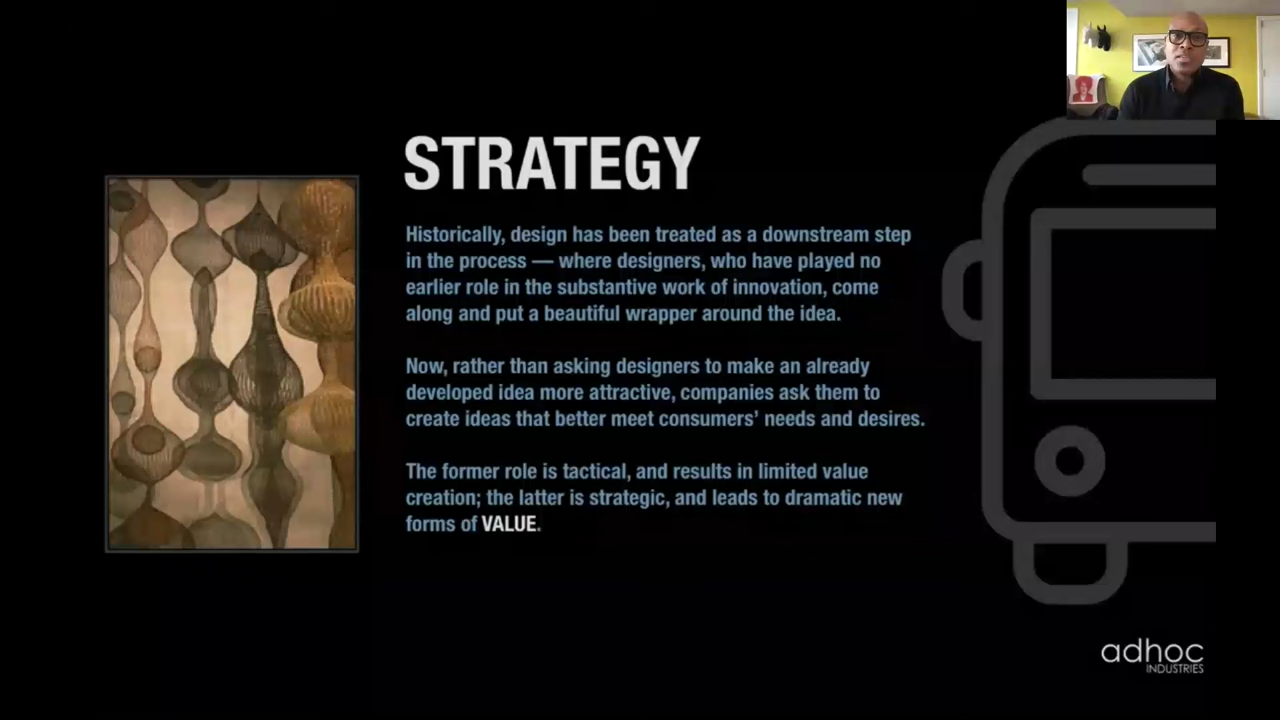 STRATEGY
Historically, design has been treated as a downstream step
in the process — where designers, who have played no
earlier role in the substantive work of innovation, come
along and put a beautiful wrapper around the idea.
Now, rather than asking designers to make an already
developed idea more attractive, companies ask them to
create ideas that better meet consumers’ needs and desires.
The former role is tactical, and results in limited value
creation; the latter is strategic, and leads to dramatic new
forms of VALUE.
adhoc
INDUSTRIES